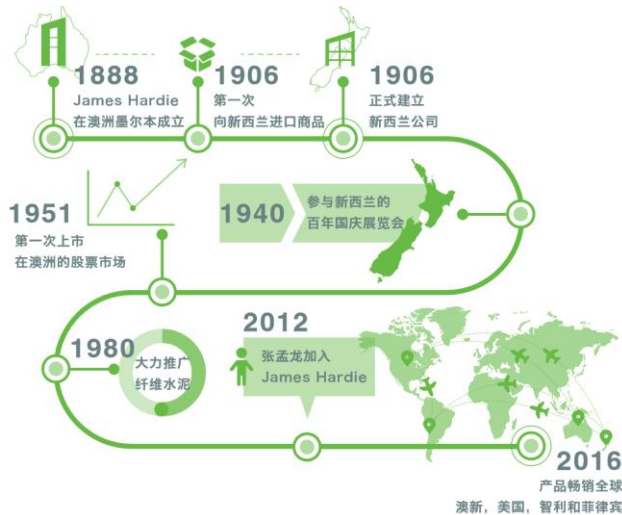 1888
James Hardie
在澳洲墨尔本成立
1906
第一次
向新西兰进口商品
1906
正式建立
新西兰公司
1940
参与新西兰的
百年国庆展览会
1951
第一次上市
在澳洲的股票市场
1980
大力推广
纤维水泥
2012
张孟龙加入
James Hardie
2016
产品畅销全球
澳新，美国，智利和菲律宾